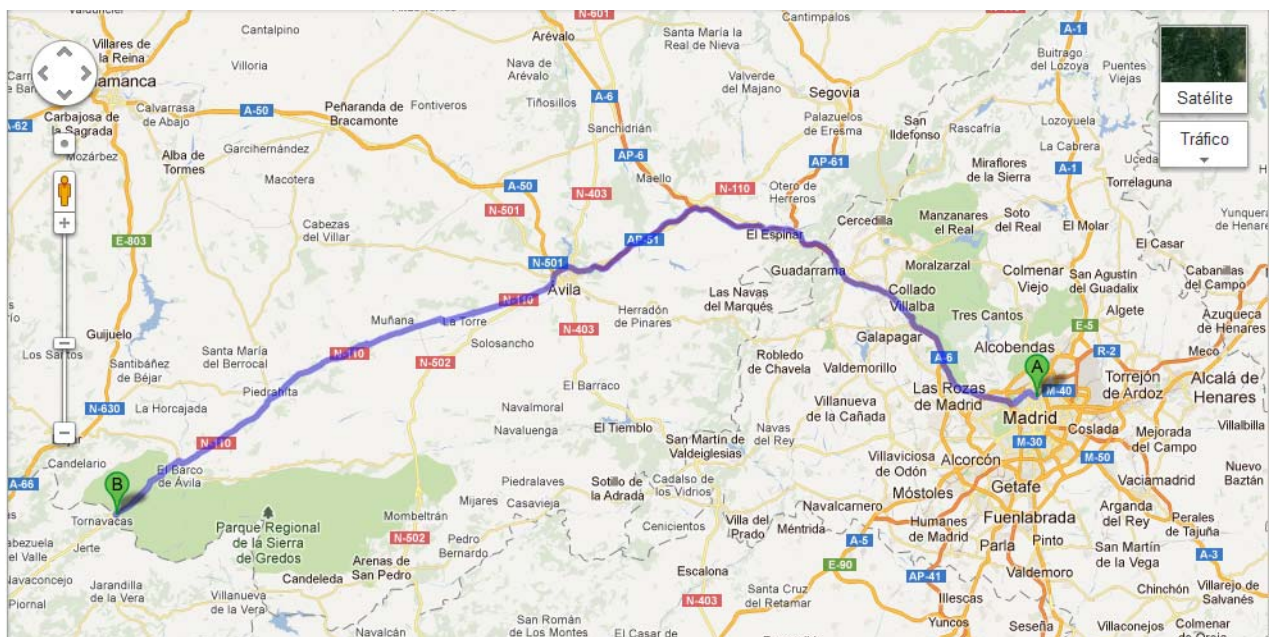 Cantalpino
N-601
Cantimpalos
Arévalo
Santa María la
Real de Nieva
A-1
Villares de
la Reina
Villoria
Nava de
Arévalo
Buitrago
del Lozoya
Puentes
Viejas
Valverde
del Majano
Segovia
Satélite
A-50
Peñaranda de
Bracamonte
Fontiveros
Tiñosillos
A-6
Calvarrasa
de Abajo
Carbajosa de
la Sagrada
A-62
Palazuelos
de Eresma
San
Ildefonso
Rascafría
Lozoyuela
La Cabrera
Sanchidrián
Tráfico
Mozárbez
Alba de
Tormes
Garcihernández
AP-6
AP-61
Miraflores
de la Sierra
A-1
Torrelaguna
Macotera
A-50
N-403
Maello
N-110
Otero de
Herreros
N-501
Cabezas
del Villar
Cercedilla
Manzanares
el Real
Soto
del Real
El Molar
El Casar
E-803
AP-51
El Espinar
N-501
Ávila
Guadarrama
Moralzarzal
Colmenar
Viejo
San Agustín
del Guadalix
Cabanillas
del Campo
N-110
Las Navas
del Marqués
Collado
Villalba
Tres Cantos
Algete
Azuqueca
de Henares
Herradón
de Pinares
Muñana
La Torre
N-403
Solosancho
Galapagar
E-5
Guijuelo
Los Santos
Santa María
del Berrocal
N-110
N-502
Alcobendas
R-2
Meco
Santibáñez
de Béjar
Robledo
de Chavela
Valdemorillo
A-6
A
Piedrahita
El Barraco
Las Rozas
de Madrid
M-40
Torrejón
de Ardoz
Alcalá de
Henares
N-630
La Horcajada
Navalmoral
Villanueva
de la Cañada
Madrid
Villalbilla
Navaluenga
El Tiemblo
Navas
del Rey
Coslada
Mejorada
del Campo
N-110
San Martín de
Valdeiglesias
M-30
M-50
Candelario
El Barco
de Ávila
Villaviciosa
de Odón
Alcorcón
Nuevo
Baztán
A-66
B
Piedralaves
Sotillo de
la Adrada
Cadalso de
los Vidrios
Getafe
Vaciamadrid
Móstoles
Mijares
Casavieja
Tornavacas
Mombeltrán
Navalcarnero
Arganda
del Rey
Perales
de Tajuña
Parque Regional
de la Sierra
de Gredos
Cenicientos
Villa del
Prado
Méntrida
Humanes
de Madrid
Fuenlabrada
N-502
Pedro
Bernardo
A-5
Parla
Pinto
Jerte
San Martín
de la Vega
A-3
Arenas de
San Pedro
Candeleda
Escalona
E-90
AP-41
Valdemoro
Jarandilla
de la Vera
Villanueva
de la Vera
Santa Cruz
del Retamar
Illescas
Chinchón
Villarejo de
Salvanés
Piornal
N-403
San Román
de Los Montes
El Casar de
Yuncos
Seseña
Villaconejos
Colmenar
Navalcán